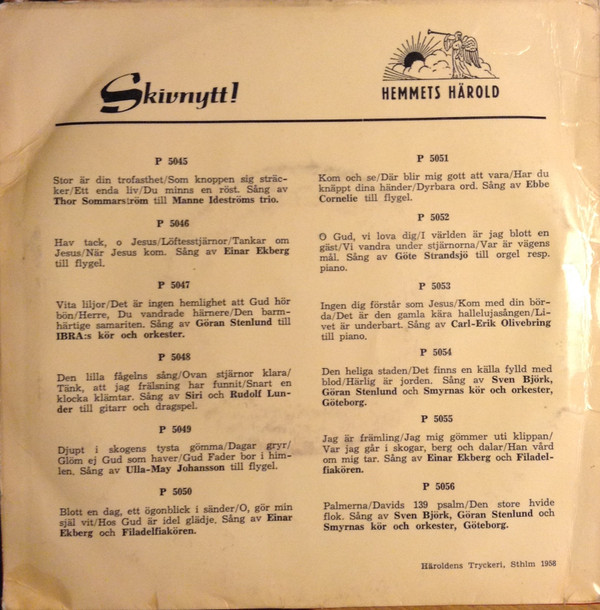 Skivnytt!
HEMMETS HÄROLD
P 5045
Stor är din trofasthet/Som knoppen sig sträc-
ker/Ett enda liv/Du minns en röst. Sång av
Thor Sommarström till Manne Ideströms trio.
P 5046
Hav tack, o Jesus/Löftesstjärnor/Tankar om
Jesus/När Jesus kom. Sång av Einar Ekberg
till flygel.
P 5047
Vita liljor/Det är ingen hemlighet att Gud hör
bön/Herre, Du vandrade härnere/Den barm-
härtige samariten. Sång av Göran Stenlund till
IBRA:s kör och orkester.
P 5048
Den lilla fågelns sång/Ovan stjärnor klara/
Tänk, att jag frälsning har funnit/Snart en
klocka klämtar. Sång av Siri och Rudolf Lun-
der till gitarr och dragspel.
P 5049
Djupt i skogens tysta gömma/Dagar gryr/
Glöm ej Gud som haver/Gud Fader bor i him-
len. Sång av Ulla-May Johansson till flygel.
P 5050
Blott en dag, ett ögonblick i sänder/O, gör min
själ vit/Hos Gud är idel glädje. Sång av Einar
Ekberg och Filadelfiakören.
P 5051
Kom och se/Där blir mig gott att vara/Har du
knäppt dina händer/Dyrbara ord. Sång av Ebbe
Cornelie till flygel.
P 5052
O Gud, vi lova dig/I världen är jag blott en
gäst/Vi vandra under stjärnorna/Var är vägens
mål. Sång av Göte Strandsjö till orgel resp.
piano.
P 5053
Ingen dig förstår som Jesus/Kom med din bör-
da/Det är den gamla kära hallelujasången/Li-
vet är underbart. Sång av Carl-Erik Olivebring
till piano.
P 5054
Den heliga staden/Det finns en källa fylld med
blod/Härlig är jorden. Sång av Sven Björk,
Göran Stenlund och Smyrnas kör och orkester,
Göteborg.
P 5055
Jag är främling/Jag mig gömmer uti klippan/
Var jag går i skogar, berg och dalar/Han vård
om mig tar. Sång av Einar Ekberg och Filadel-
fiakören.
P 5056
Palmerna/Davids 139 psalm/Den store hvide
flok. Sång av Sven Björk, Göran Stenlund och
Smyrnas kör och orkester, Göteborg.
Häroldens Tryckeri, Sthlm 1958